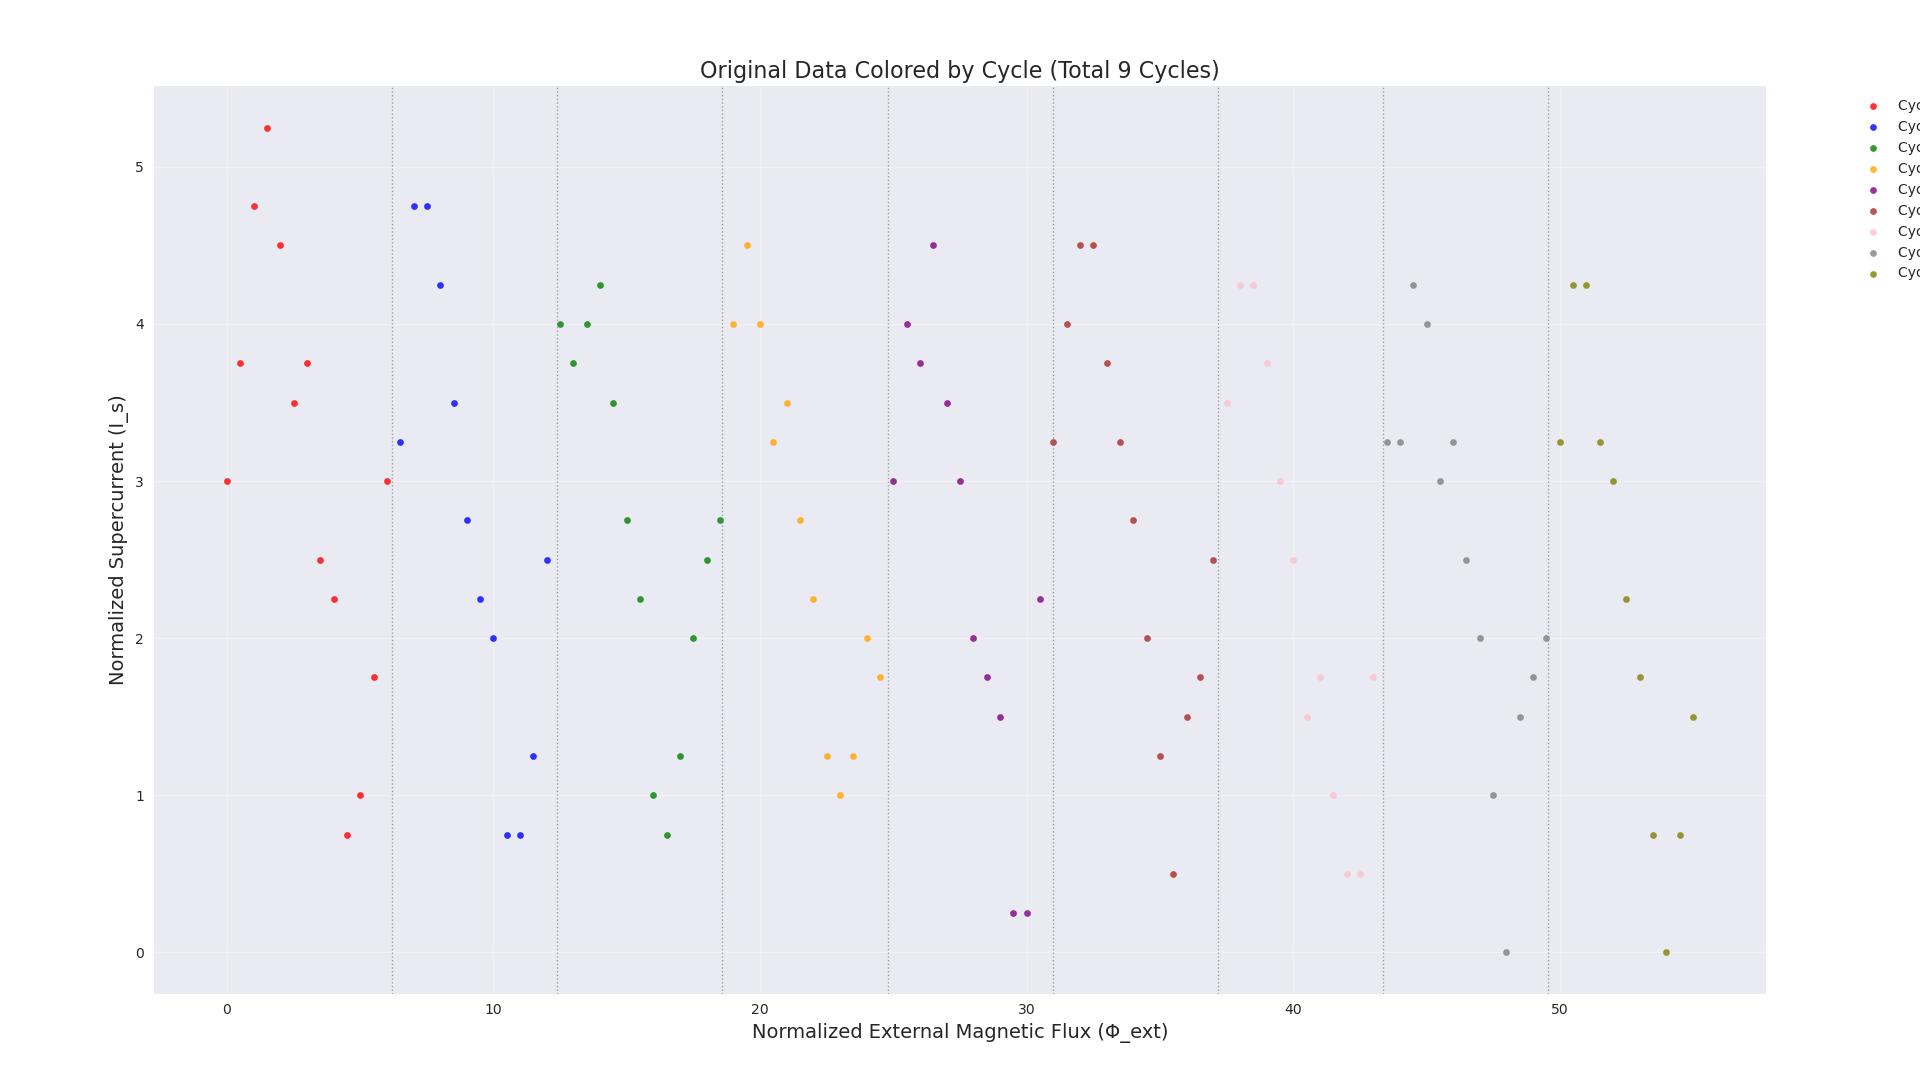 Original Data Colored by Cycle (Total 9 Cycles)
Normalized Supercurrent (I_s)
5
4
3
2
1
0
0 10 20 30 40 50
Normalized External Magnetic Flux (Φ_ext)
Cyc
Cyc
Cyc
Cyc
Cyc
Cyc
Cyc
Cyc
Cyc